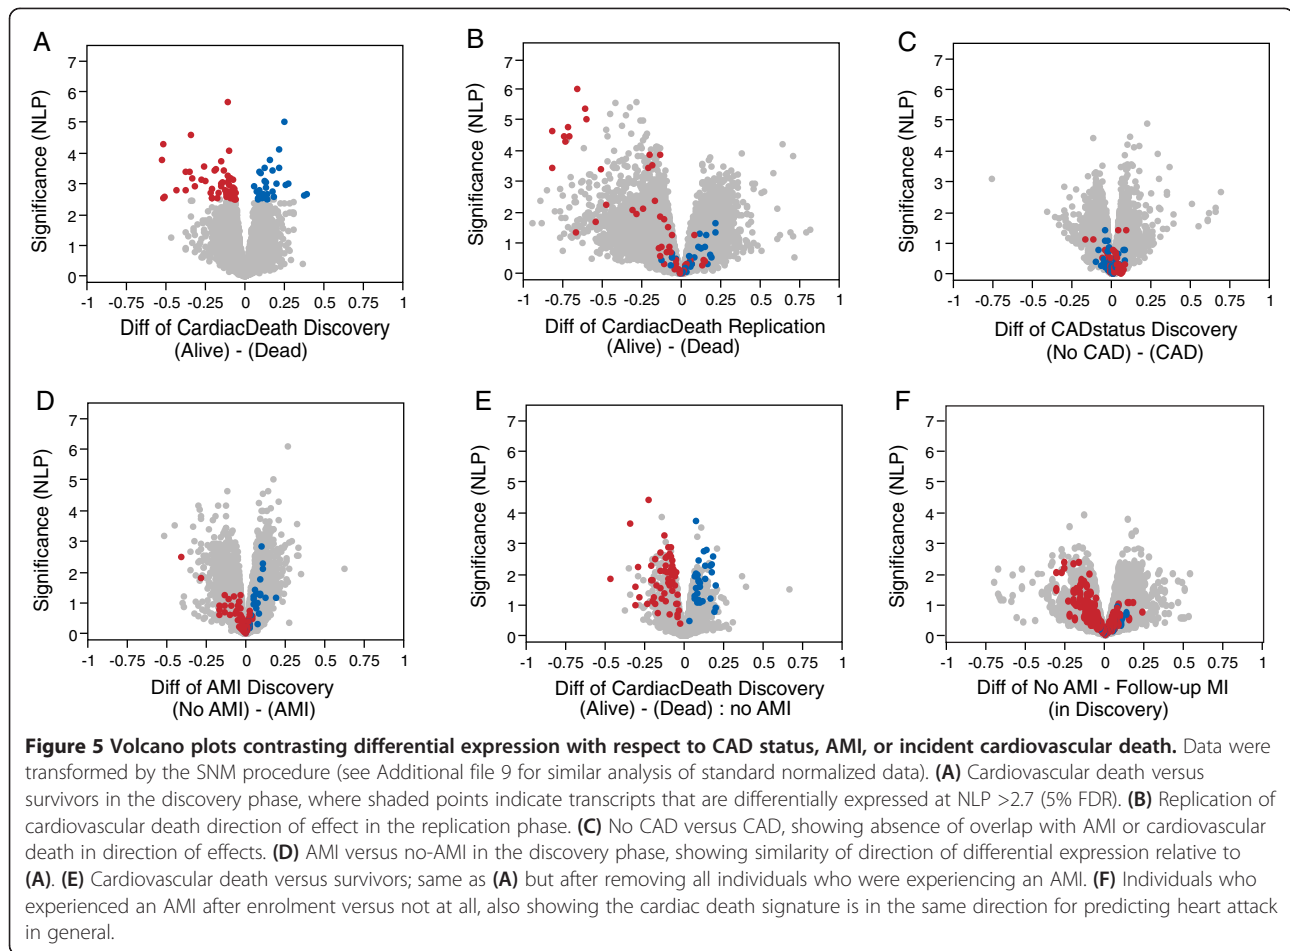 A
B
C
7
6
5
4
3
2
1
0
Significance (NLP)
-1 -0.75 -0.5 -0.25 0 0.25 0.50 0.75 1
Diff of CardiacDeath Discovery
(Alive) - (Dead)
7
6
5
4
3
2
1
0
Significance (NLP)
-1 -0.75 -0.5 -0.25 0 0.25 0.50 0.75 1
Diff of CardiacDeath Replication
(Alive) - (Dead)
7
6
5
4
3
2
1
0
Significance (NLP)
-1 -0.75 -0.5 -0.25 0 0.25 0.50 0.75 1
Diff of CADstatus Discovery
(No CAD) - (CAD)
D
E
F
7
6
5
4
3
2
1
0
Significance (NLP)
-1 -0.75 -0.5 -0.25 0 0.25 0.50 0.75 1
Diff of AMI Discovery
(No AMI) - (AMI)
7
6
5
4
3
2
1
0
Significance (NLP)
-1 -0.75 -0.5 -0.25 0 0.25 0.50 0.75 1
Diff of CardiacDeath Discovery
(Alive) - (Dead) : no AMI
7
6
5
4
3
2
1
0
Significance (NLP)
-1 -0.75 -0.5 -0.25 0 0.25 0.50 0.75 1
Diff of No AMI - Follow-up MI
(in Discovery)
Figure 5 Volcano plots contrasting differential expression with respect to CAD status, AMI, or incident cardiovascular death. Data were
transformed by the SNM procedure (see Additional file 9 for similar analysis of standard normalized data). (A) Cardiovascular death versus
survivors in the discovery phase, where shaded points indicate transcripts that are differentially expressed at NLP >2.7 (5% FDR). (B) Replication of
cardiovascular death direction of effect in the replication phase. (C) No CAD versus CAD, showing absence of overlap with AMI or cardiovascular
death in direction of effects. (D) AMI versus no-AMI in the discovery phase, showing similarity of direction of differential expression relative to
(A). (E) Cardiovascular death versus survivors; same as (A) but after removing all individuals who were experiencing an AMI. (F) Individuals who
experienced an AMI after enrolment versus not at all, also showing the cardiac death signature is in the same direction for predicting heart attack
in general.